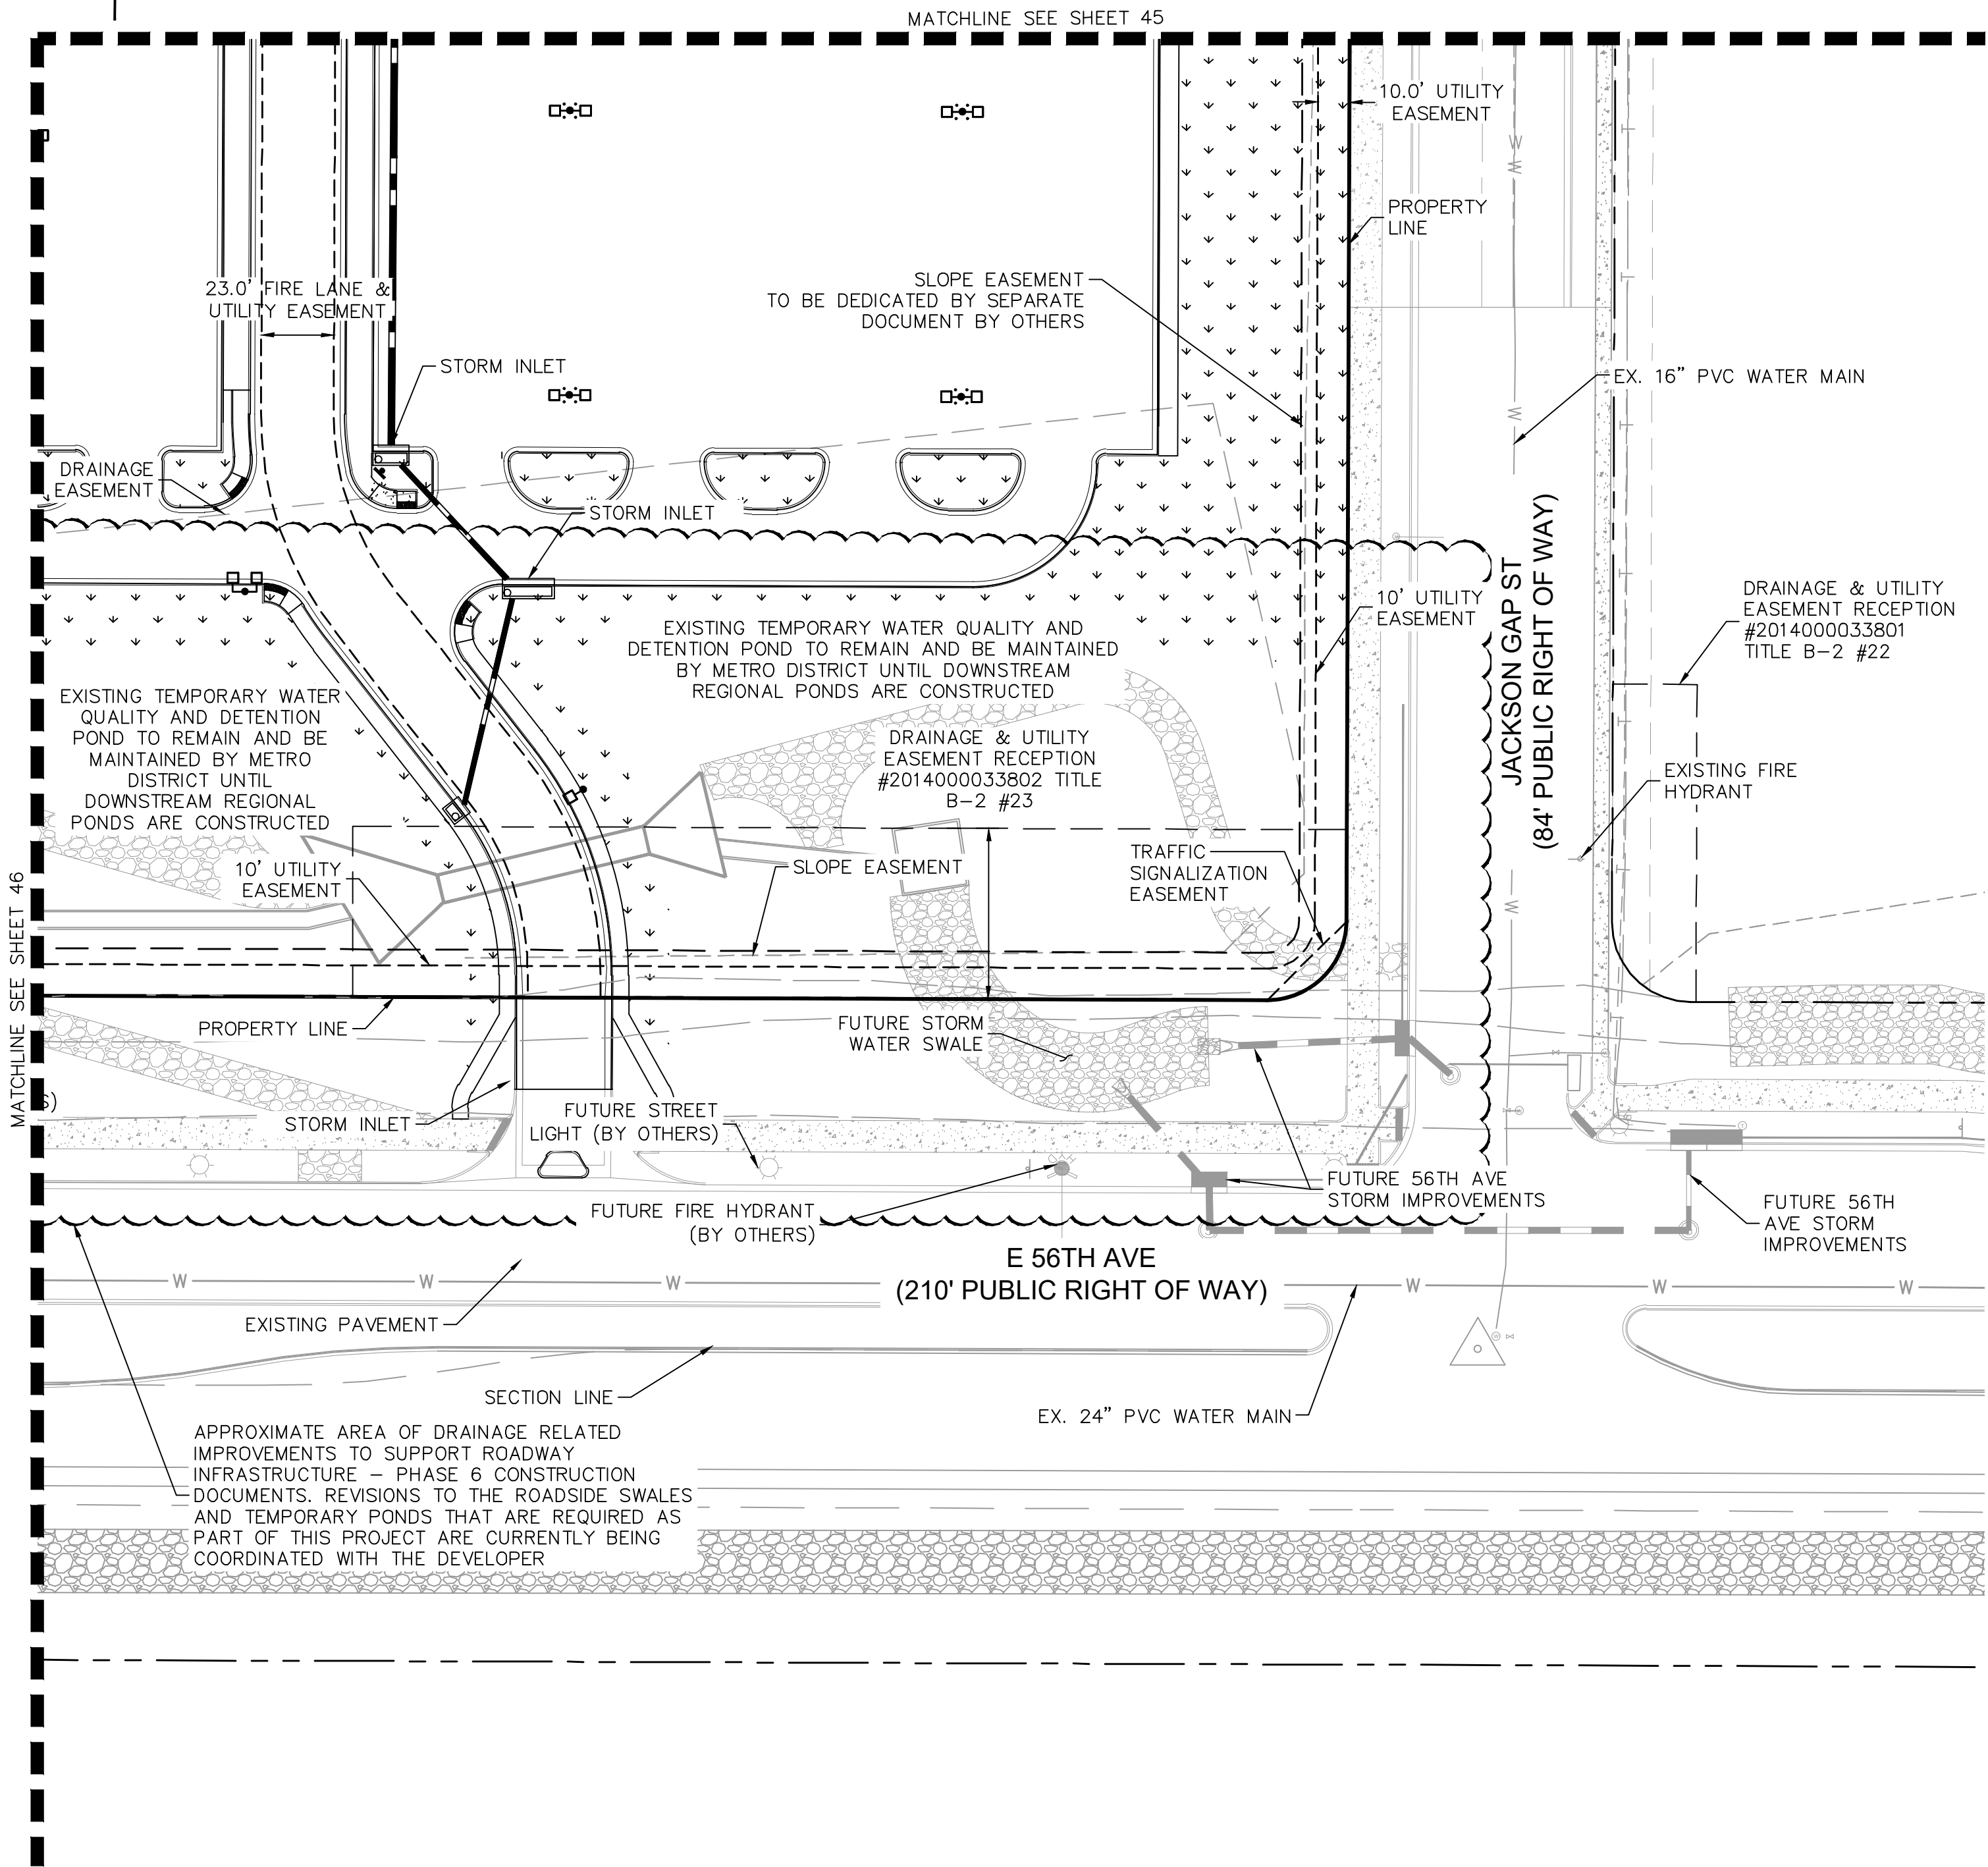 MATCHLINE SEE SHEET 45
10.0' UTILITY
EASEMENT
PROPERTY
LINE
23.0' FIRE LANE &
UTILITY EASEMENT
SLOPE EASEMENT
TO BE DEDICATED BY SEPARATE
DOCUMENT BY OTHERS
STORM INLET
EX. 16" PVC WATER MAIN
DRAINAGE
EASEMENT
STORM INLET
JACKSON GAP ST
(84' PUBLIC RIGHT OF WAY)
10' UTILITY
EASEMENT
DRAINAGE & UTILITY
EASEMENT RECEPTION
#2014000033801
TITLE B-2 #22
EXISTING TEMPORARY WATER QUALITY AND
DETENTION POND TO REMAIN AND BE MAINTAINED
BY METRO DISTRICT UNTIL DOWNSTREAM
REGIONAL PONDS ARE CONSTRUCTED
EXISTING TEMPORARY WATER
QUALITY AND DETENTION
POND TO REMAIN AND BE
MAINTAINED BY METRO
DISTRICT UNTIL
DOWNSTREAM REGIONAL
PONDS ARE CONSTRUCTED
DRAINAGE & UTILITY
EASEMENT RECEPTION
#2014000033802 TITLE
B-2 #23
EXISTING FIRE
HYDRANT
10' UTILITY
EASEMENT
SLOPE EASEMENT
TRAFFIC
SIGNALIZATION
EASEMENT
MATCHLINE SEE SHEET 46
PROPERTY LINE
FUTURE STORM
WATER SWALE
S)
STORM INLET
FUTURE STREET
LIGHT (BY OTHERS)
FUTURE 56TH AVE
STORM IMPROVEMENTS
FUTURE 56TH
AVE STORM
IMPROVEMENTS
FUTURE FIRE HYDRANT
(BY OTHERS)
E 56TH AVE
(210' PUBLIC RIGHT OF WAY)
W
W
W
W
W
W
W
W
W
W
W
EXISTING PAVEMENT
SECTION LINE
EX. 24" PVC WATER MAIN
APPROXIMATE AREA OF DRAINAGE RELATED
IMPROVEMENTS TO SUPPORT ROADWAY
INFRASTRUCTURE - PHASE 6 CONSTRUCTION
DOCUMENTS. REVISIONS TO THE ROADSIDE SWALES
AND TEMPORARY PONDS THAT ARE REQUIRED AS
PART OF THIS PROJECT ARE CURRENTLY BEING
COORDINATED WITH THE DEVELOPER